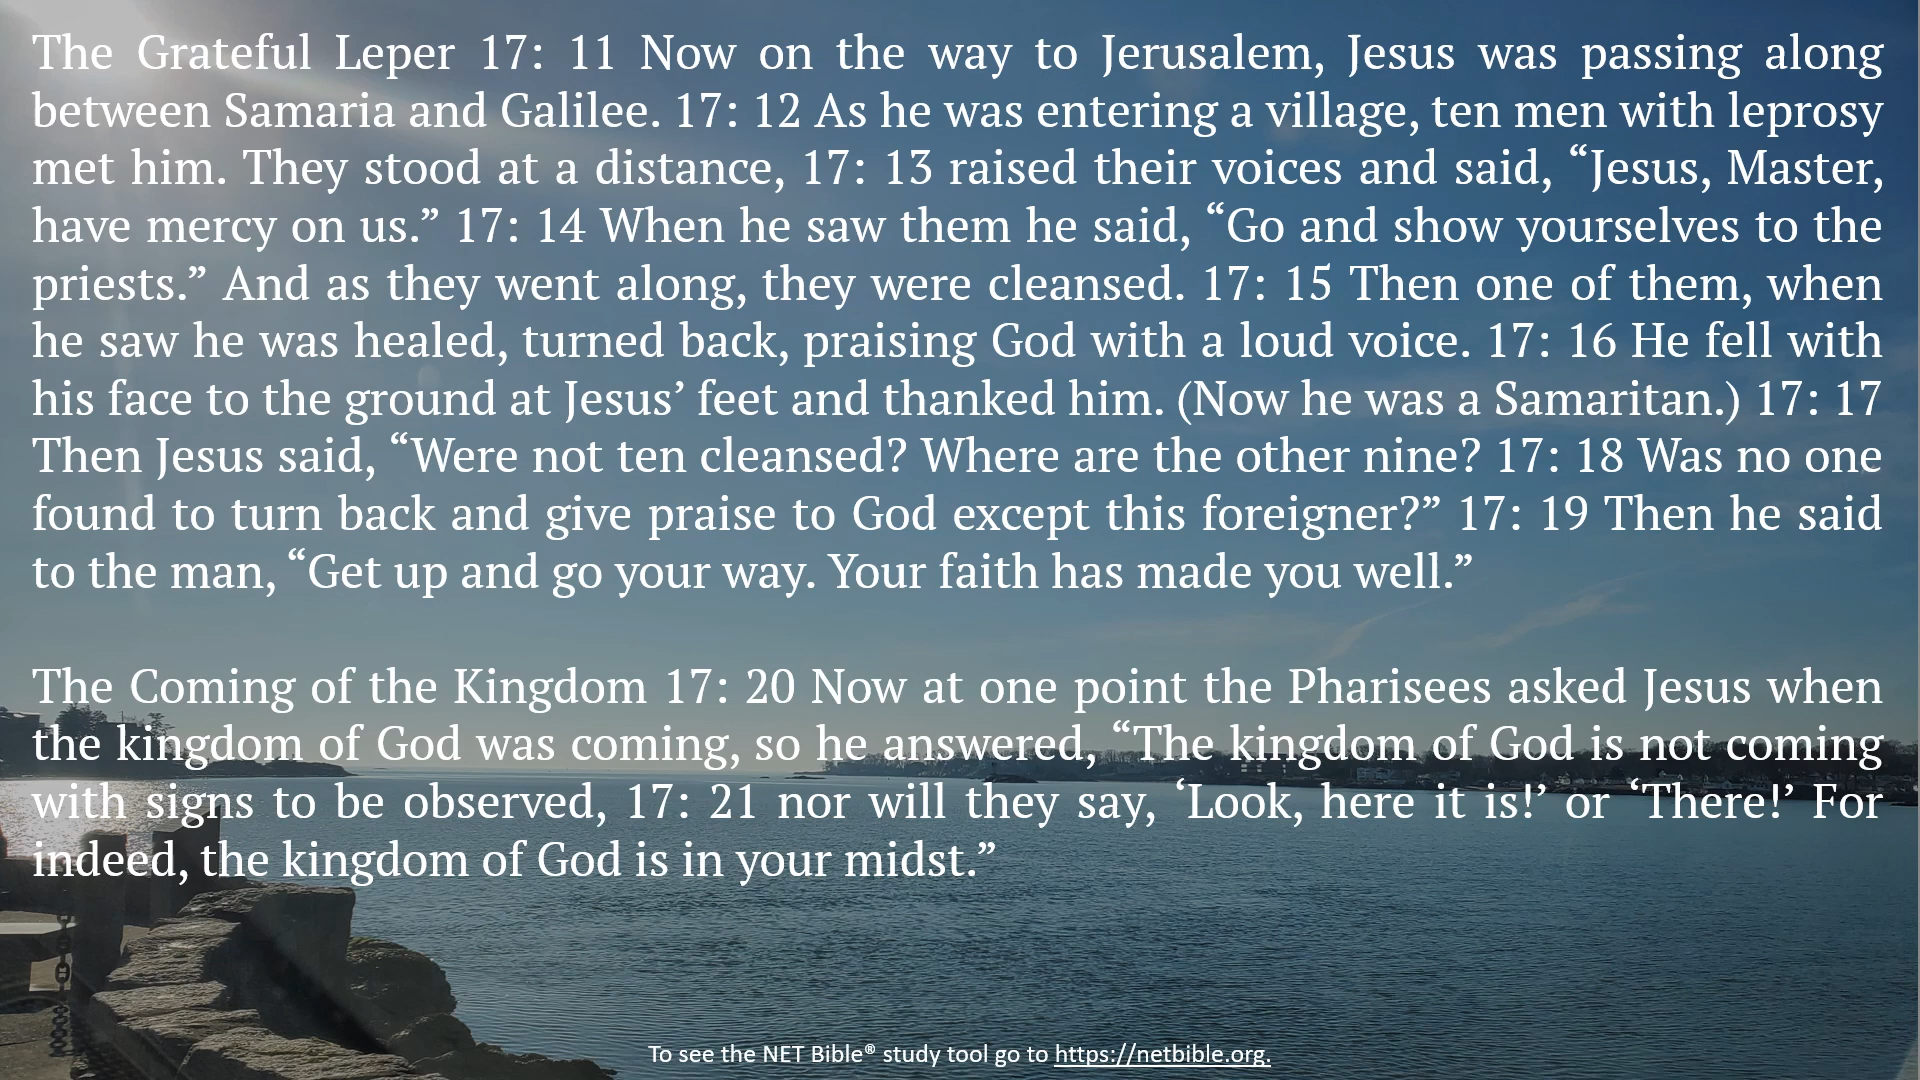 The Grateful Leper 17: 11 Now on the way to Jerusalem, Jesus was passing along
between Samaria and Galilee. 17: 12 As he was entering a village, ten men with leprosy
met him. They stood at a distance, 17: 13 raised their voices and said, “Jesus, Master,
have mercy on us.” 17: 14 When he saw them he said, “Go and show yourselves to the
priests.” And as they went along, they were cleansed. 17: 15 Then one of them, when
he saw he was healed, turned back, praising God with a loud voice. 17: 16 He fell with
his face to the ground at Jesus’ feet and thanked him. (Now he was a Samaritan.) 17: 17
Then Jesus said, “Were not ten cleansed? Where are the other nine? 17: 18 Was no one
found to turn back and give praise to God except this foreigner?” 17: 19 Then he said
to the man, “Get up and go your way. Your faith has made you well.”
The Coming of the Kingdom 17: 20 Now at one point the Pharisees asked Jesus when
the kingdom of God was coming, so he answered, “The kingdom of God is not coming
with signs to be observed, 17: 21 nor will they say, ‘Look, here it is!’ or ‘There!’ For
indeed, the kingdom of God is in your midst.”
To see the NET Bible® study tool go to https://netbible.org.